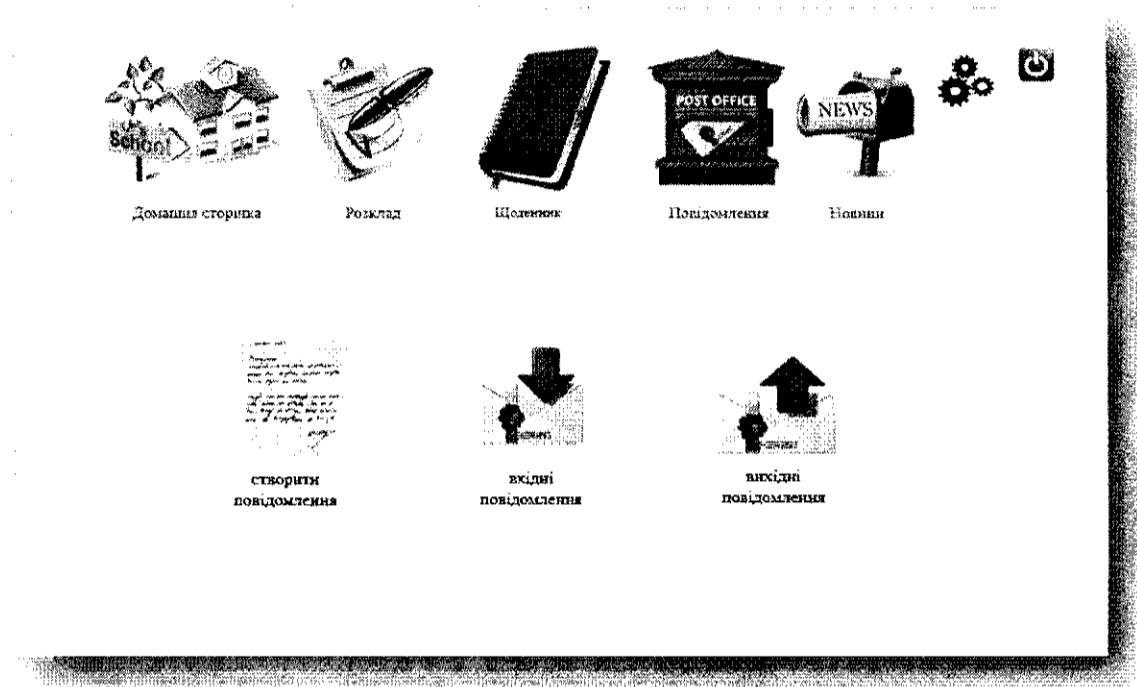 School
POST OFFICE
NEWS
Домашня сторінка
Розклад
Щоденник
Повідомлення
Новини
створити
повідомлення
вхідні
повідомлення
вихідні
повідомлення